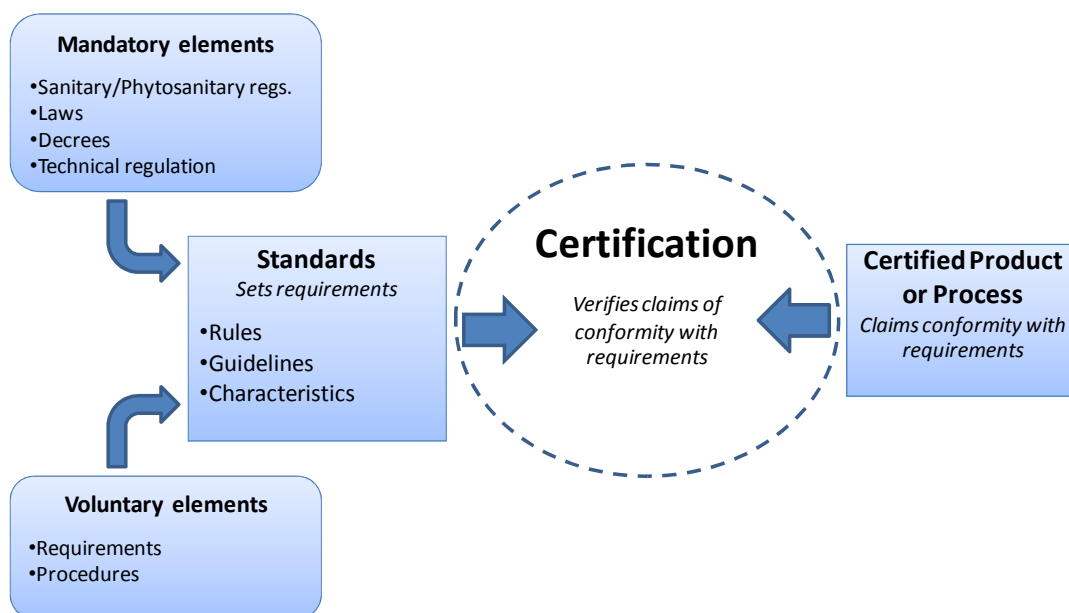 Mandatory elements
•Sanitary/Phytosanitary regs.
•Laws
•Decrees
•Technical regulation
Standards
Sets requirements
•Rules
•Guidelines
•Characteristics
Voluntary elements
•Requirements
•Procedures
Certification
Verifies claims of
conformity with
requirements
Certified Product
or Process
Claims conformity with
requirements